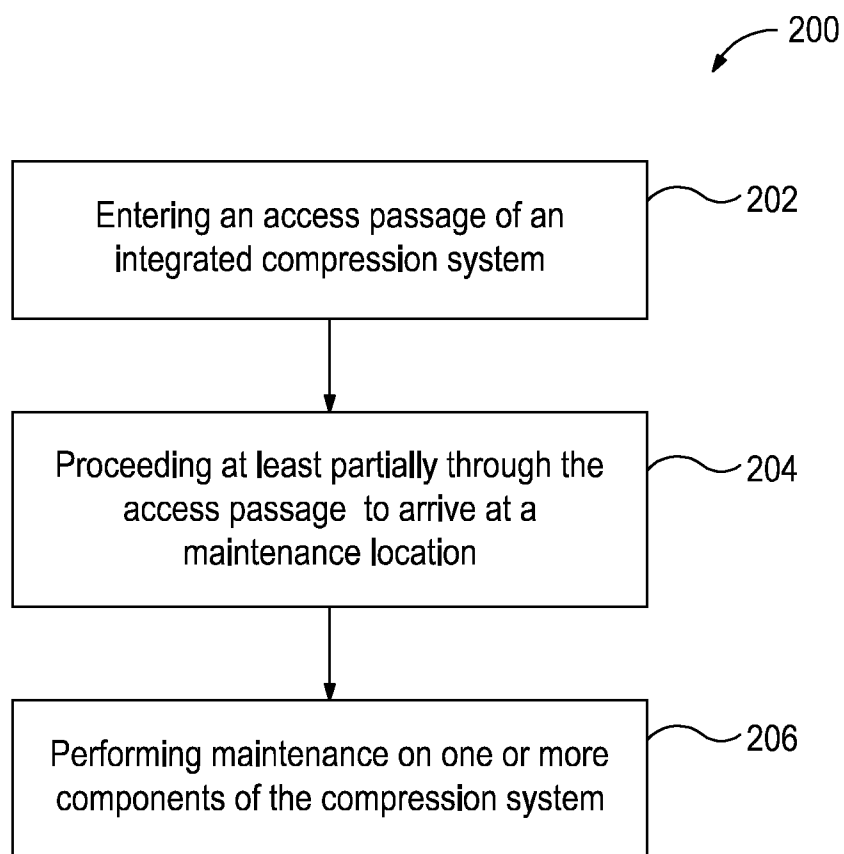 200
Entering an access passage of an
integrated compression system
202
Proceeding at least partially through the
access passage to arrive at a
maintenance location
204
Performing maintenance on one or more
components of the compression system
206